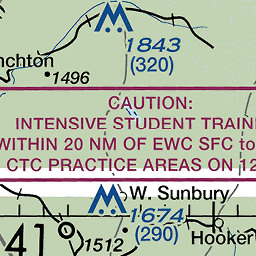 1843
(320)
nchton
1496
CAUTION:
INTENSIVE STUDENT TRAINI
WITHIN 20 NM OF EWC SFC to
CTC PRACTICE AREAS ON 12
W. Sunbury
1674
41
1512
(290)
Hooker